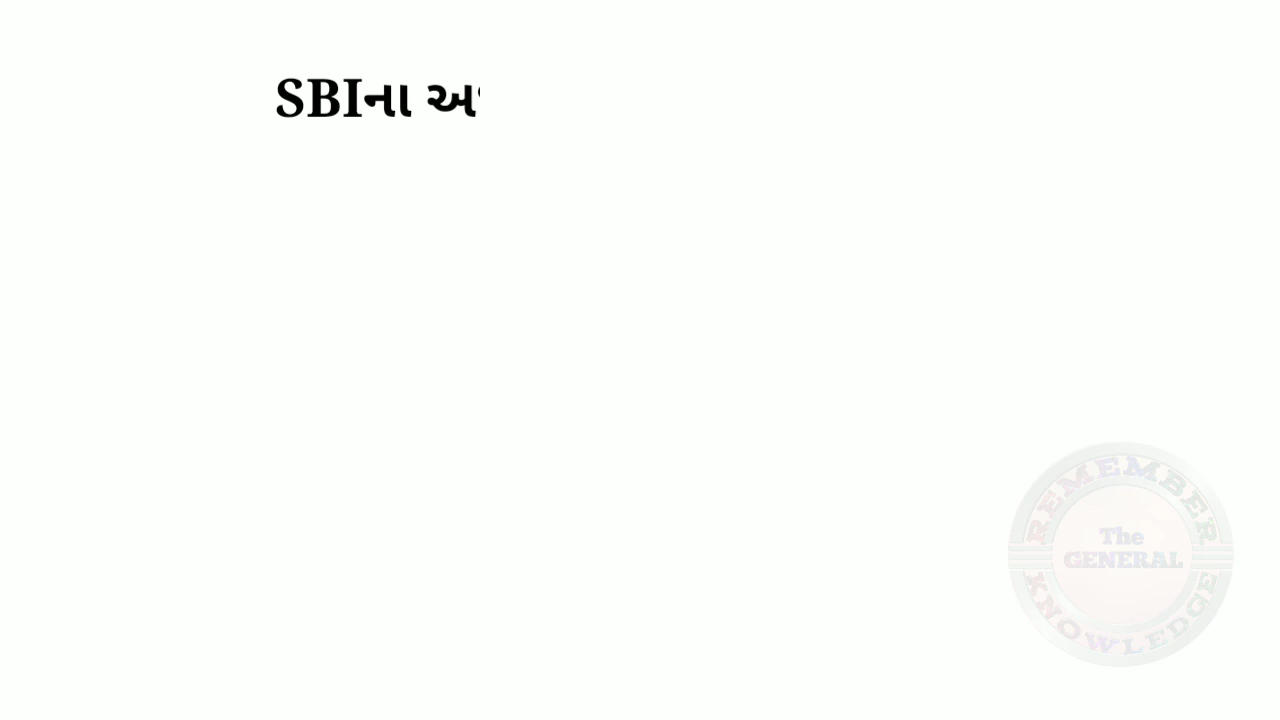 SBIના
REMEMBER
The
GENERAL
KNOWLEDGE